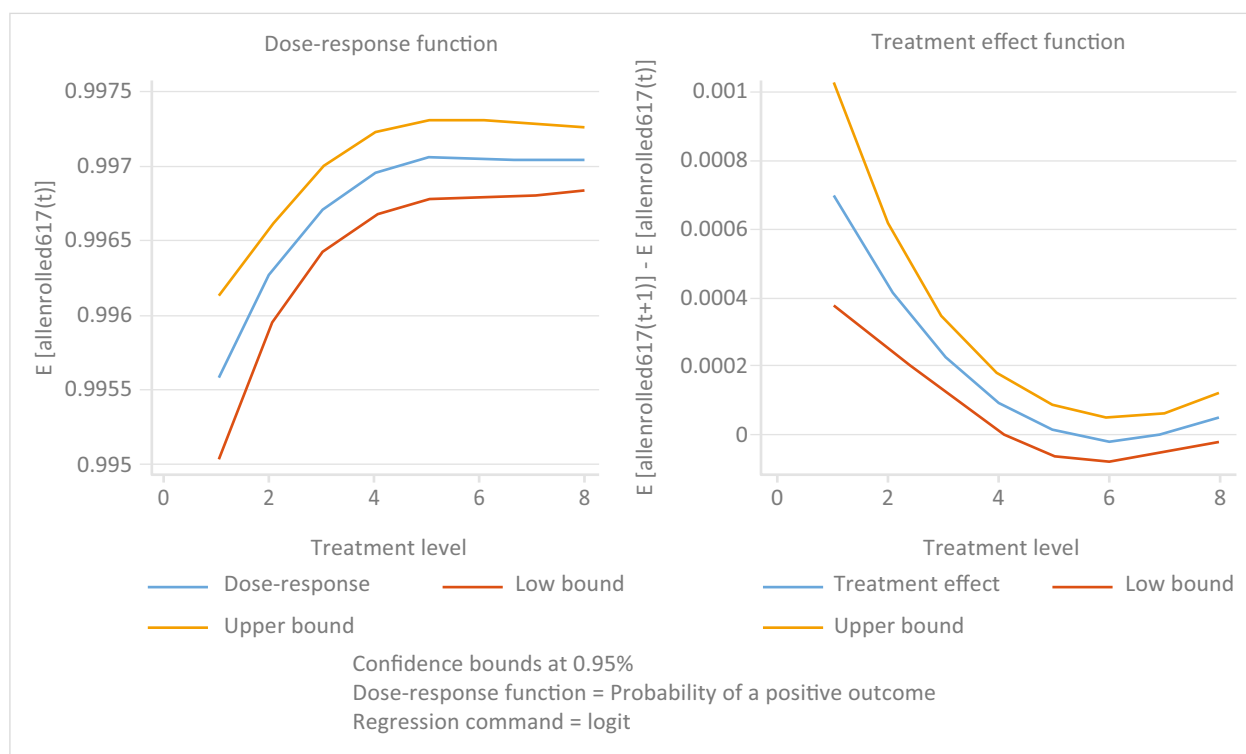 Dose-response function
E [allenrolled617(t)]
0.9975
0.997
0.9965
0.996
0.9955
0.995
0
2
4
6
8
Treatment level
Dose-response
Low bound
Upper bound
Treatment effect function
E [allenrolled617(t+1)] - E [allenrolled617(t)]
0.001
0.0008
0.0006
0.0004
0.0002
0
0
2
4
6
8
Treatment level
Treatment effect
Low bound
Upper bound
Confidence bounds at 0.95%
Dose-response function = Probability of a positive outcome
Regression command = logit